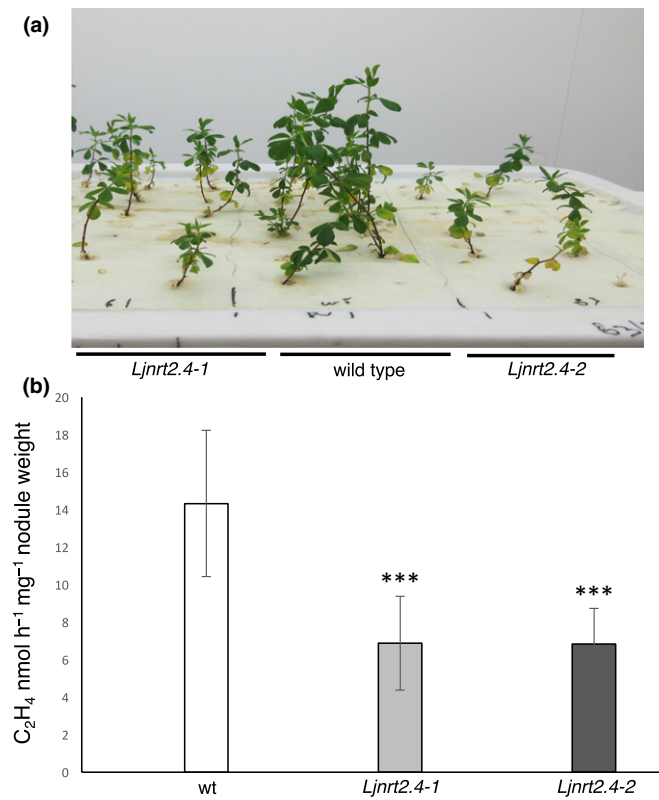 (a)
Ljnrt2.4-1
wild type
Ljnrt2.4-2
(b)
C₂H₄ nmol h⁻¹ mg⁻¹ nodule weight
20
18
16
14
12
10
8
6
4
2
0
***
***
wt
Ljnrt2.4-1
Ljnrt2.4-2